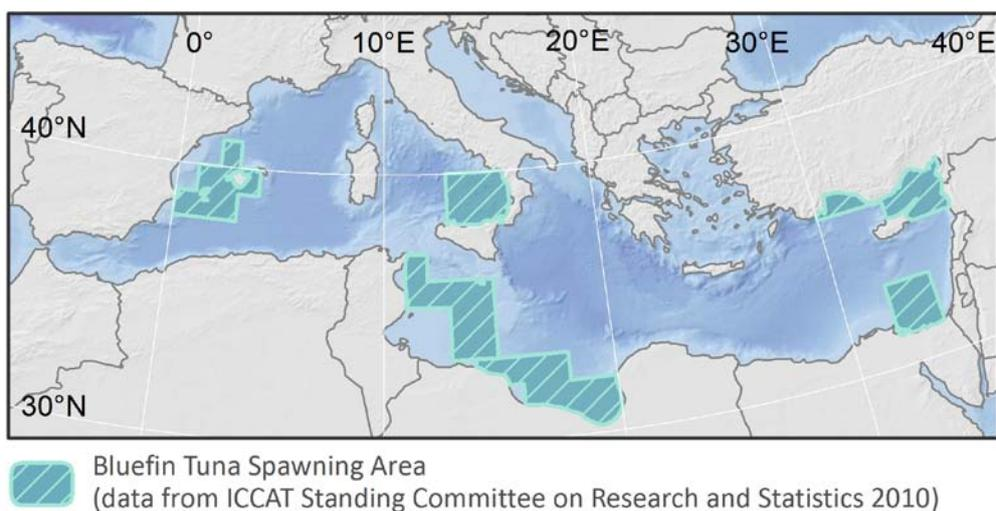 0° 10°E 20°E 30°E 40°E
40°N
30°N
Bluefin Tuna Spawning Area
(data from ICCAT Standing Committee on Research and Statistics 2010)